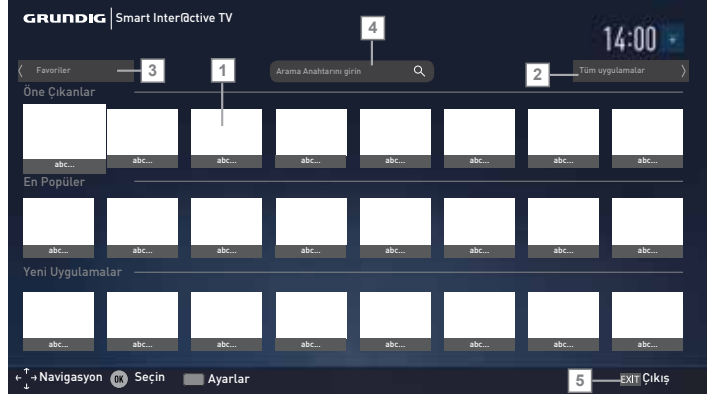 GRUNDIG Smart Inter@ctive TV
4
14:00
Favoriler
3
1
Arama Anahtarını girin
2
Tüm uygulamalar
Öne Çıkanlar
abc... abc... abc... abc... abc... abc... abc... abc...
En Popüler
abc... abc... abc... abc... abc... abc... abc... abc...
Yeni Uygulamalar
abc... abc... abc... abc... abc... abc... abc... abc...
Navigasyon OK Seçin Ayarlar
5
EXIT Çıkış